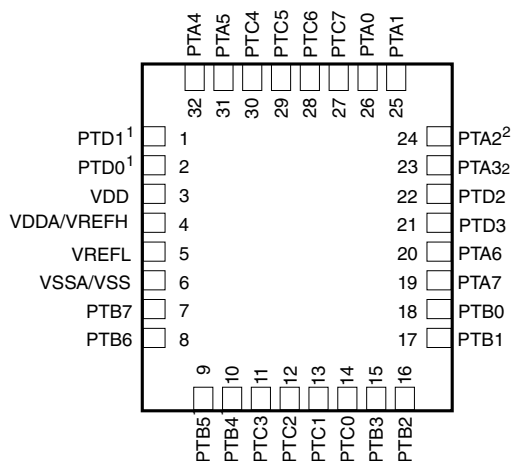 PTA4 PTA5 PTC4 PTC5 PTC6 PTC7 PTA0 PTA1
32 31 30 29 28 27 26 25
PTD1¹ 1 24 PTA2²
PTD0¹ 2 23 PTA32
VDD 3 22 PTD2
VDDA/VREFH 4 21 PTD3
VREFL 5 20 PTA6
VSSA/VSS 6 19 PTA7
PTB7 7 18 PTB0
PTB6 8 17 PTB1
9 10 11 12 13 14 15 16
PTB5 PTB4 PTC3 PTC2 PTC1 PTC0 PTB3 PTB2